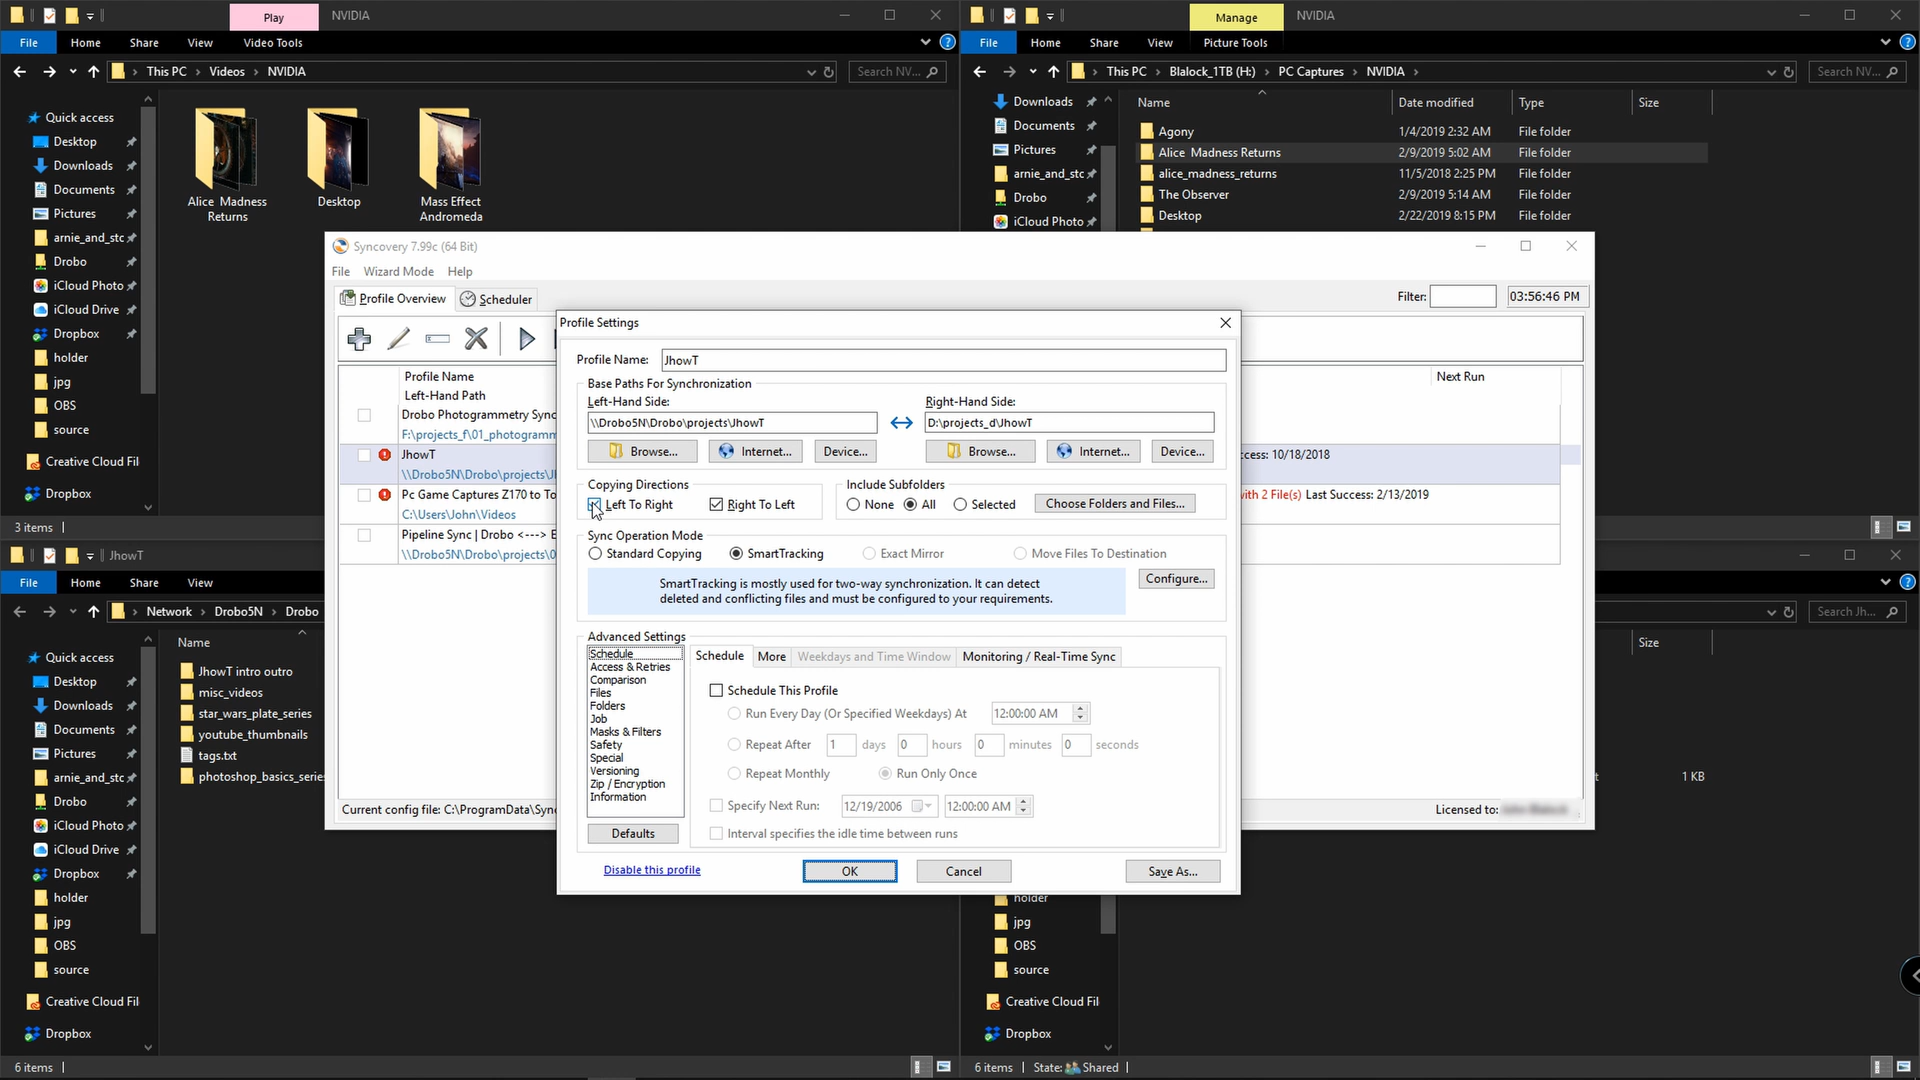 Play
NVIDIA
File
Home
Share
View
Video Tools
This PC
Videos
NVIDIA
Search NV...
Quick access
Desktop
Downloads
Documents
Pictures
arnie_and_stc
Drobo
iCloud Photo
iCloud Drive
Dropbox
holder
jpg
OBS
source
Creative Cloud Fil
Dropbox
Alice Madness
Returns
Desktop
Mass Effect
Andromeda
3 items
Manage
NVIDIA
File
Home
Share
View
Picture Tools
This PC
Blalock_1TB (H:)
PC Captures
NVIDIA
Search NV...
Downloads
Documents
Pictures
arnie_and_stc
Drobo
iCloud Photo
Name
Date modified
Type
Size
Agony 1/4/2019 2:32 AM File folder
Alice Madness Returns 2/9/2019 5:02 AM File folder
alice_madness_returns 11/5/2018 2:25 PM File folder
The Observer 2/9/2019 5:14 AM File folder
Desktop 2/22/2019 8:15 PM File folder
Syncovery 7.99c (64 Bit)
File
Wizard Mode
Help
Profile Overview
Scheduler
Filter:
03:56:46 PM
Profile Name
Left-Hand Path
Next Run
Drobo Photogrammetry Sync
F:\projects_f\01_photogramm
JhowT
\\Drobo5N\Drobo\projects\J
cess: 10/18/2018
Pc Game Captures Z170 to To
C:\Users\John\Videos
with 2 File(s) Last Success: 2/13/2019
Pipeline Sync | Drobo <---> E
\\Drobo5N\Drobo\projects\0
Current config file: C:\ProgramData\Sync
Licensed to:
Profile Settings
Profile Name:
JhowT
Base Paths For Synchronization
Left-Hand Side:
\\Drobo5N\Drobo\projects\JhowT
Right-Hand Side:
D:\projects_d\JhowT
Browse...
Internet...
Device...
Browse...
Internet...
Device...
Copying Directions
Left To Right
Right To Left
Include Subfolders
None
All
Selected
Choose Folders and Files...
Sync Operation Mode
Standard Copying
SmartTracking
Exact Mirror
Move Files To Destination
SmartTracking is mostly used for two-way synchronization. It can detect
deleted and conflicting files and must be configured to your requirements.
Configure...
Advanced Settings
Schedule
Access & Retries
Comparison
Files
Folders
Job
Masks & Filters
Safety
Special
Versioning
Zip / Encryption
Information
Defaults
Schedule
More
Weekdays and Time Window
Monitoring / Real-Time Sync
Schedule This Profile
Run Every Day (Or Specified Weekdays) At 12:00:00 AM
Repeat After 1 days 0 hours 0 minutes 0 seconds
Repeat Monthly
Run Only Once
Specify Next Run: 12/19/2006 12:00:00 AM
Interval specifies the idle time between runs
Disable this profile
OK
Cancel
Save As...
JhowT
File
Home
Share
View
Network
Drobo5N
Drobo
Name
Quick access
Desktop
Downloads
Documents
Pictures
arnie_and_stc
Drobo
iCloud Photo
iCloud Drive
Dropbox
holder
jpg
OBS
source
Creative Cloud Fil
Dropbox
JhowT intro outro
misc_videos
star_wars_plate_series
youtube_thumbnails
tags.txt
photoshop_basics_series
6 items
Search Jh...
Size
t
1 KB
holder
jpg
OBS
source
Creative Cloud Fil
Dropbox
6 items
State:
Shared